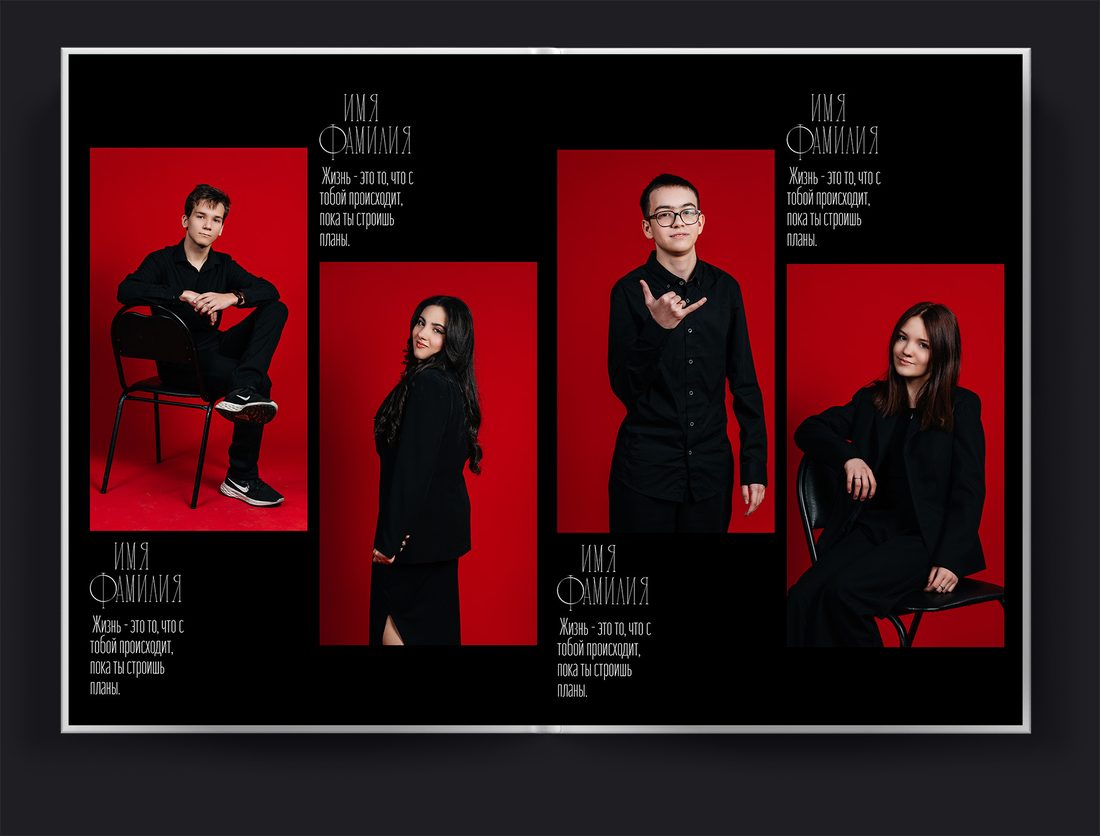 ИМЯ
ФАМИЛИЯ
Жизнь - это то, что с
тобой происходит,
пока ты строишь
планы.
ИМЯ
ФАМИЛИЯ
Жизнь - это то, что с
тобой происходит,
пока ты строишь
планы.
ИМЯ
ФАМИЛИЯ
Жизнь - это то, что с
тобой происходит,
пока ты строишь
планы.
ИМЯ
ФАМИЛИЯ
Жизнь - это то, что с
тобой происходит,
пока ты строишь
планы.